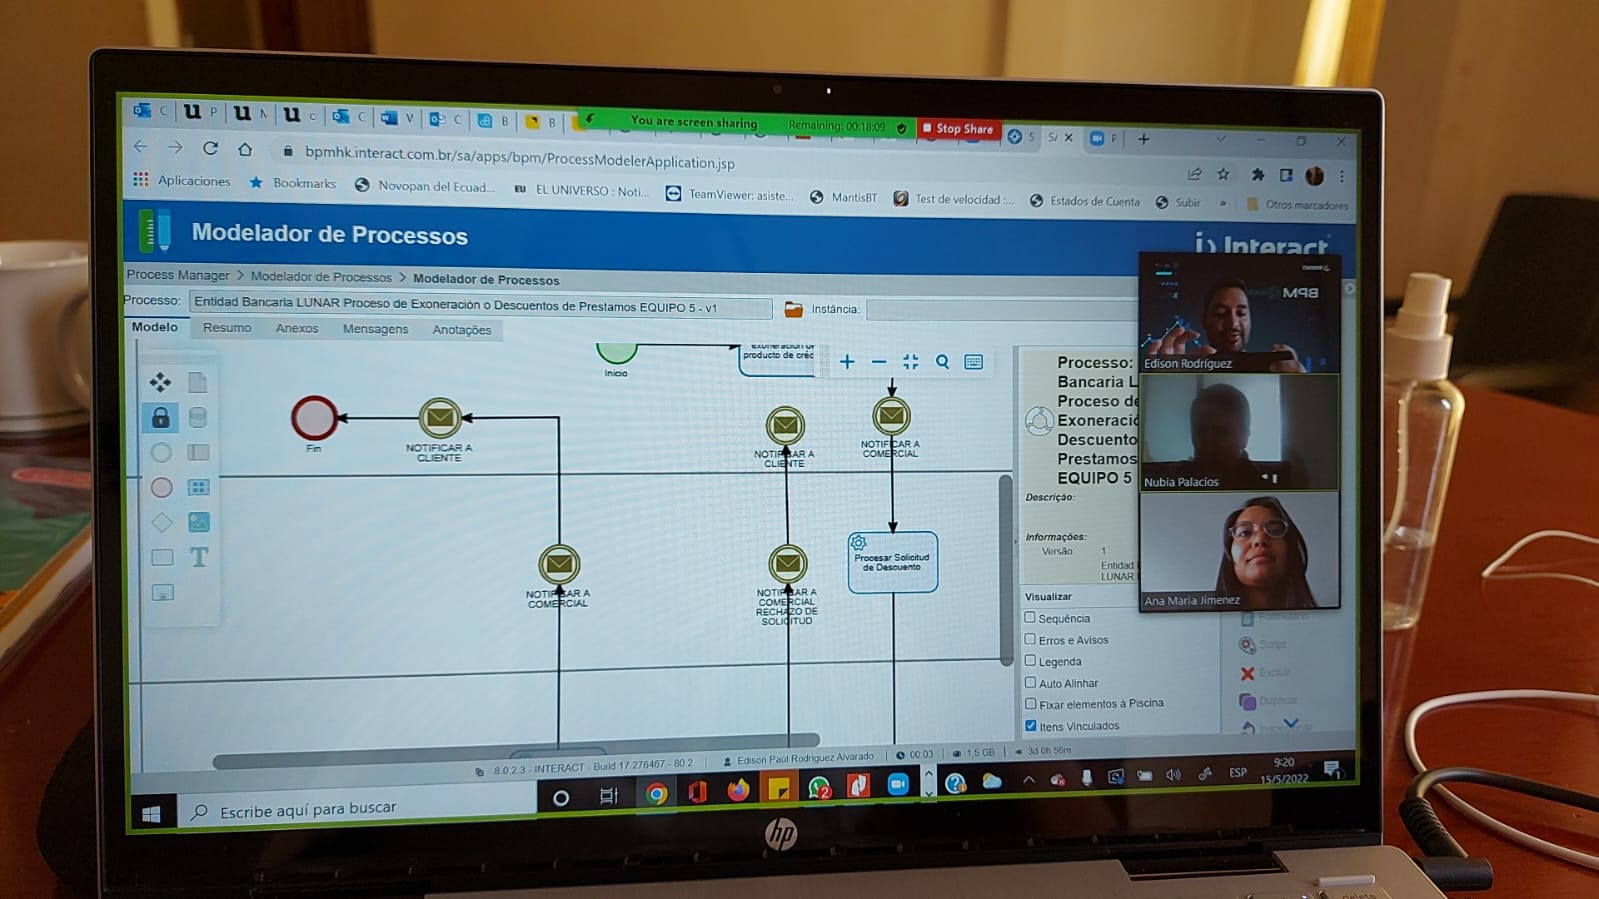 You are screen sharing
Remaining: 00:18:09
Stop Share
bpmhk.interact.com.br/sa/apps/bpm/ProcessModelerApplication.jsp
Aplicaciones
Bookmarks
Novopan del Ecuad...
EU
EL UNIVERSO : Noti...
TeamViewer: asiste...
MantisBT
Test de velocidad :...
Estados de Cuenta
Subir
»
Otros marcadores
Modelador de Processos
Interact
Process Manager > Modelador de Processos > Modelador de Processos
Processo:
Entidad Bancaria LUNAR Proceso de Exoneración o Descuentos de Prestamos EQUIPO 5 - v1
Instância:
Modelo
Resumo
Anexos
Mensagens
Anotações
Inicio
producto de créd
Fin
NOTIFICAR A
CLIENTE
NOTIFICAR A
CLIENTE
NOTIFICAR A
COMERCIAL
NOTIFICAR A
COMERCIAL
NOTIFICAR A
COMERCIAL
RECHAZO DE
SOLICITUD
Procesar Solicitud
de Descuento
Processo:
Bancaria L
Proceso de
Exoneració
Descuento
Prestamos
EQUIPO 5
Descrição:
Informações:
Versão 1
Entidad
LUNAR
Visualizar
Sequência
Erros e Avisos
Legenda
Auto Alinhar
Fixar elementos à Piscina
Itens Vinculados
Script
Excluir
Duplicar
BPM
Edison Rodríguez
Nubia Palacios
Ana Maria Jimenez
8.0.2.3 - INTERACT - Build 17.276467 - 80.2
Edison Paúl Rodriguez Alvarado
00:03
1,5 GB
3d 0h 56m
Escribe aquí para buscar
ESP
9:20
15/5/2022
hp
delete